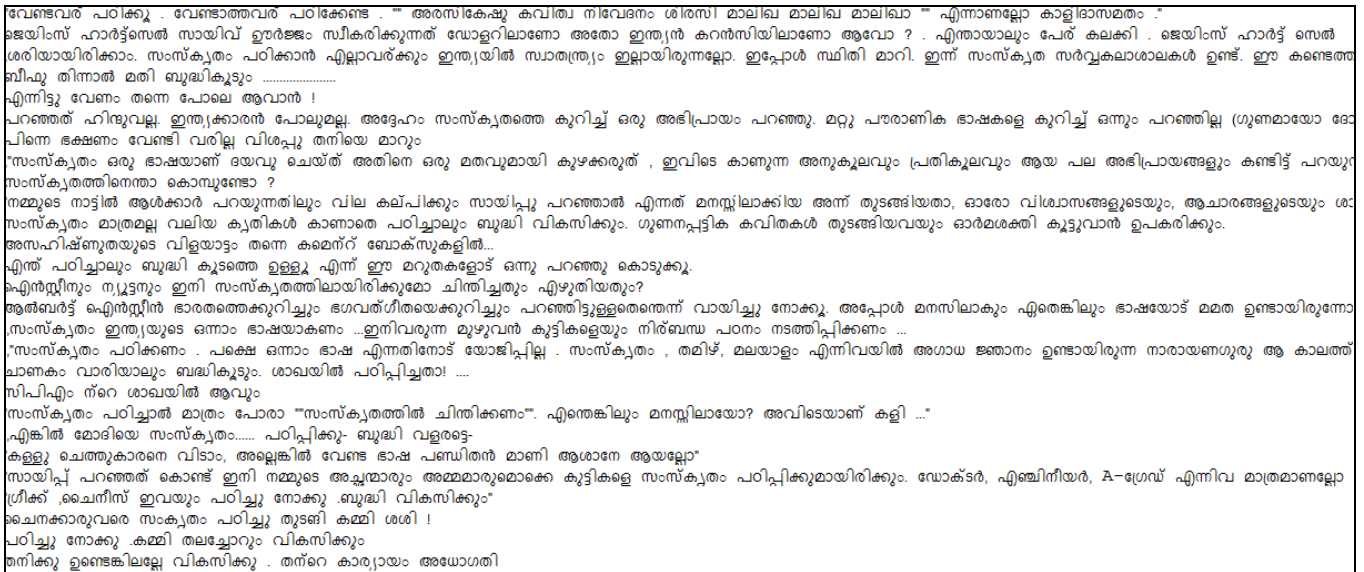 'വേണ്ടവര് പഠിക്കൂ . വേണ്ടാത്തവര് പഠിക്കേണ്ട . "" അരസികേഷു കവിത്വ നിവേദനം ശിരസി മാലിഖ മാലിഖ മാലിഖാ "" എന്നാണല്ലോ കാളിദാസമതം ."
ജെയിംസ് ഹാർട്ട്സെൽ സായിവ് ഊർജ്ജം സ്വീകരിക്കുന്നത് ഡോളറിലാണോ അതോ ഇന്ത്യൻ കറൻസിയിലാണോ ആവോ ? . എന്തായാലും പേര് കലക്കി . ജെയിംസ് ഹാർട്ട് സെൽ
,ശരിയായിരിക്കാം. സംസ്കൃതം പഠിക്കാൻ എല്ലാവര്ക്കും ഇന്ത്യയിൽ സ്വാതന്ത്ര്യം ഇല്ലായിരുന്നല്ലോ. ഇപ്പോൾ സ്ഥിതി മാറി. ഇന്ന് സംസ്കൃത സർവ്വകലാശാലകൾ ഉണ്ട്. ഈ കണ്ടെത്ത
ബീഫു തിന്നാൽ മതി ബുദ്ധികൂടും ......................
എന്നിട്ടു വേണം തന്നെ പോലെ ആവാൻ !
പറഞ്ഞത് ഹിന്ദുവല്ല. ഇന്ത്യക്കാരൻ പോലുമല്ല. അദ്ദേഹം സംസ്കൃതത്തെ കുറിച്ച് ഒരു അഭിപ്രായം പറഞ്ഞു. മറ്റു പൗരാണിക ഭാഷകളെ കുറിച്ച് ഒന്നും പറഞ്ഞില്ല (ഗുണമായോ ദോ
പിന്നെ ഭക്ഷണം വേണ്ടി വരില്ല വിശപ്പു തനിയെ മാറും
"സംസ്കൃതം ഒരു ഭാഷയാണ് ദയവു ചെയ്ത് അതിനെ ഒരു മതവുമായി കുഴക്കരുത് , ഇവിടെ കാണുന്ന അനുകൂലവും പ്രതികൂലവും ആയ പല അഭിപ്രായങ്ങളും കണ്ടിട്ട് പറയു
സംസ്കൃതത്തിനെന്താ കൊമ്പുണ്ടോ ?
'നമ്മുടെ നാട്ടിൽ ആൾക്കാർ പറയുന്നതിലും വില കല്പിക്കും സായിപ്പു പറഞ്ഞാൽ എന്നത് മനസ്സിലാക്കിയ അന്ന് തുടങ്ങിയതാ, ഓരോ വിശ്വാസങ്ങളുടെയും, ആചാരങ്ങളുടെയും ശാ
സംസ്കൃതം മാത്രമല്ല വലിയ കൃതികൾ കാണാതെ പഠിച്ചാലും ബുദ്ധി വികസിക്കും. ഗുണനപ്പട്ടിക കവിതകൾ തുടങ്ങിയവയും ഓർമശക്തി കൂട്ടുവാൻ ഉപകരിക്കും.
അസഹിഷ്ണുതയുടെ വിളയാട്ടം തന്നെ കമെന്റ് ബോക്സുകളിൽ...
എന്ത് പഠിച്ചാലും ബുദ്ധി കൂടത്തെ ഉള്ളൂ എന്ന് ഈ മറുതകളോട് ഒന്നു പറഞ്ഞു കൊടുക്കൂ.
ഐൻസ്റ്റീനും ന്യൂട്ടനും ഇനി സംസ്കൃതത്തിലായിരിക്കുമോ ചിന്തിച്ചതും എഴുതിയതും?
ആൽബർട്ട് ഐൻസ്റ്റീൻ ഭാരതത്തെക്കുറിച്ചും ഭഗവത്ഗീതയെക്കുറിച്ചും പറഞ്ഞിട്ടുള്ളതെന്തെന്ന് വായിച്ചു നോക്കൂ. അപ്പോൾ മനസിലാകും ഏതെങ്കിലും ഭാഷയോട് മമത ഉണ്ടായിരുന്നോ
,സംസ്കൃതം ഇന്ത്യയുടെ ഒന്നാം ഭാഷയാകണം ...ഇനിവരുന്ന മുഴുവൻ കുട്ടികളെയും നിര്ബന്ധ പഠനം നടത്തിപ്പിക്കണം ...
,"സംസ്കൃതം പഠിക്കണം . പക്ഷെ ഒന്നാം ഭാഷ എന്നതിനോട് യോജിപ്പില്ല . സംസ്കൃതം , തമിഴ്, മലയാളം എന്നിവയിൽ അഗാധ ജ്ഞാനം ഉണ്ടായിരുന്ന നാരായണഗുരു ആ കാലത്ത്
ചാണകം വാരിയാലും ബദ്ധികൂടും. ശാഖയിൽ പഠിപ്പിച്ചതാ! ....
സിപിഎം ന്റെ ശാഖയിൽ ആവും
'സംസ്കൃതം പഠിച്ചാൽ മാത്രം പോരാ ""സംസ്കൃതത്തിൽ ചിന്തിക്കണം"". എന്തെങ്കിലും മനസ്സിലായോ? അവിടെയാണ് കളി ..."
,എങ്കിൽ മോദിയെ സംസ്കൃതം...... പഠിപ്പിക്കു- ബുദ്ധി വളരട്ടെ-
'കള്ളു ചെത്തുകാരനെ വിടാം, അല്ലെങ്കിൽ വേണ്ട ഭാഷ പണ്ഡിതൻ മാണി ആശാനേ ആയല്ലോ"
"സായിപ്പ് പറഞ്ഞത് കൊണ്ട് ഇനി നമ്മുടെ അച്ഛന്മാരും അമ്മമാരുമൊക്കെ കുട്ടികളെ സംസ്കൃതം പഠിപ്പിക്കുമായിരിക്കും. ഡോക്ടർ, എഞ്ചിനീയർ, A-ഗ്രേഡ് എന്നിവ മാത്രമാണല്ലോ
'ഗ്രീക്ക് ,ചൈനീസ് ഇവയും പഠിച്ചു നോക്കു .ബുദ്ധി വികസിക്കും"
ചൈനക്കാരുവരെ സംകൃതം പഠിച്ചു തുടങി കമ്മി ശശി !
പഠിച്ചു നോക്കു .കമ്മി തലച്ചോറും വികസിക്കും
തനിക്കു ഉണ്ടെങ്കിലല്ലേ വികസിക്കു . തന്റെ കാര്യായം അധോഗതി